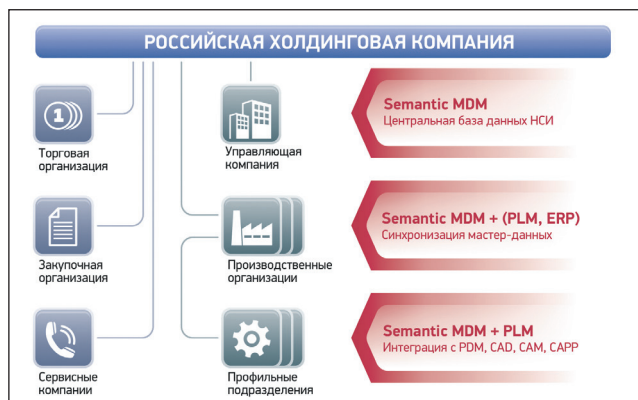 РОССИЙСКАЯ ХОЛДИНГОВАЯ КОМПАНИЯ
1
Торговая
организация
Управляющая
компания
Semantic MDM
Центральная база данных НСИ
Закупочная
организация
Производственные
организации
Semantic MDM + (PLM, ERP)
Синхронизация мастер-данных
Сервисные
компании
Профильные
подразделения
Semantic MDM + PLM
Интеграция с PDM, CAD, CAM, CAPP